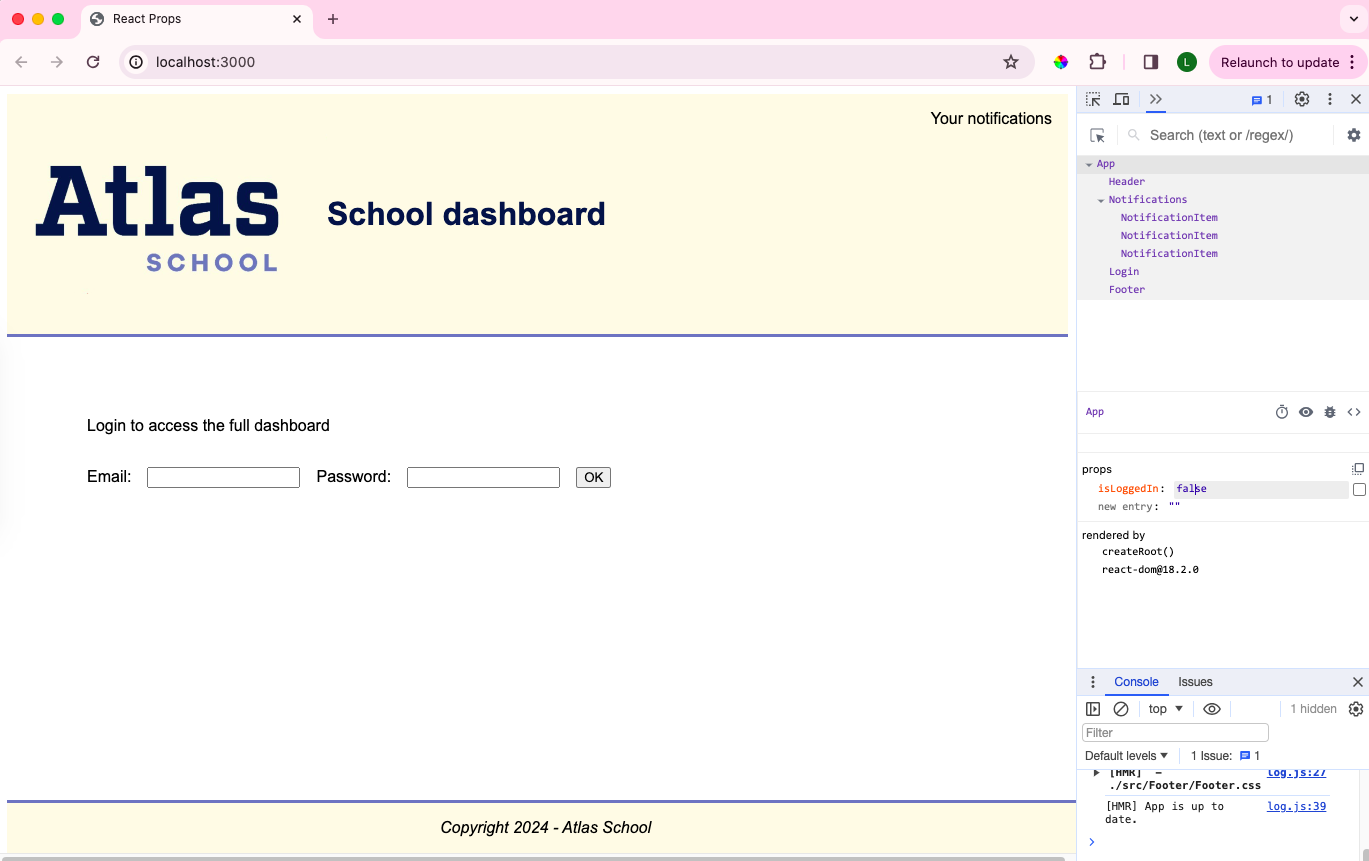 React Props
localhost:3000
L
Relaunch to update
1
Your notifications
Atlas
SCHOOL
School dashboard
Login to access the full dashboard
Email:
Password:
OK
Copyright 2024 - Atlas School
Search (text or /regex/)
App
Header
Notifications
NotificationItem
NotificationItem
NotificationItem
Login
Footer
App
props
isLoggedIn: false
new entry: ""
rendered by
createRoot()
react-dom@18.2.0
Console Issues
top 1 hidden
Filter
Default levels 1 Issue: 1
[HMR] - log.js:27
./src/Footer/Footer.css
[HMR] App is up to log.js:39
date.